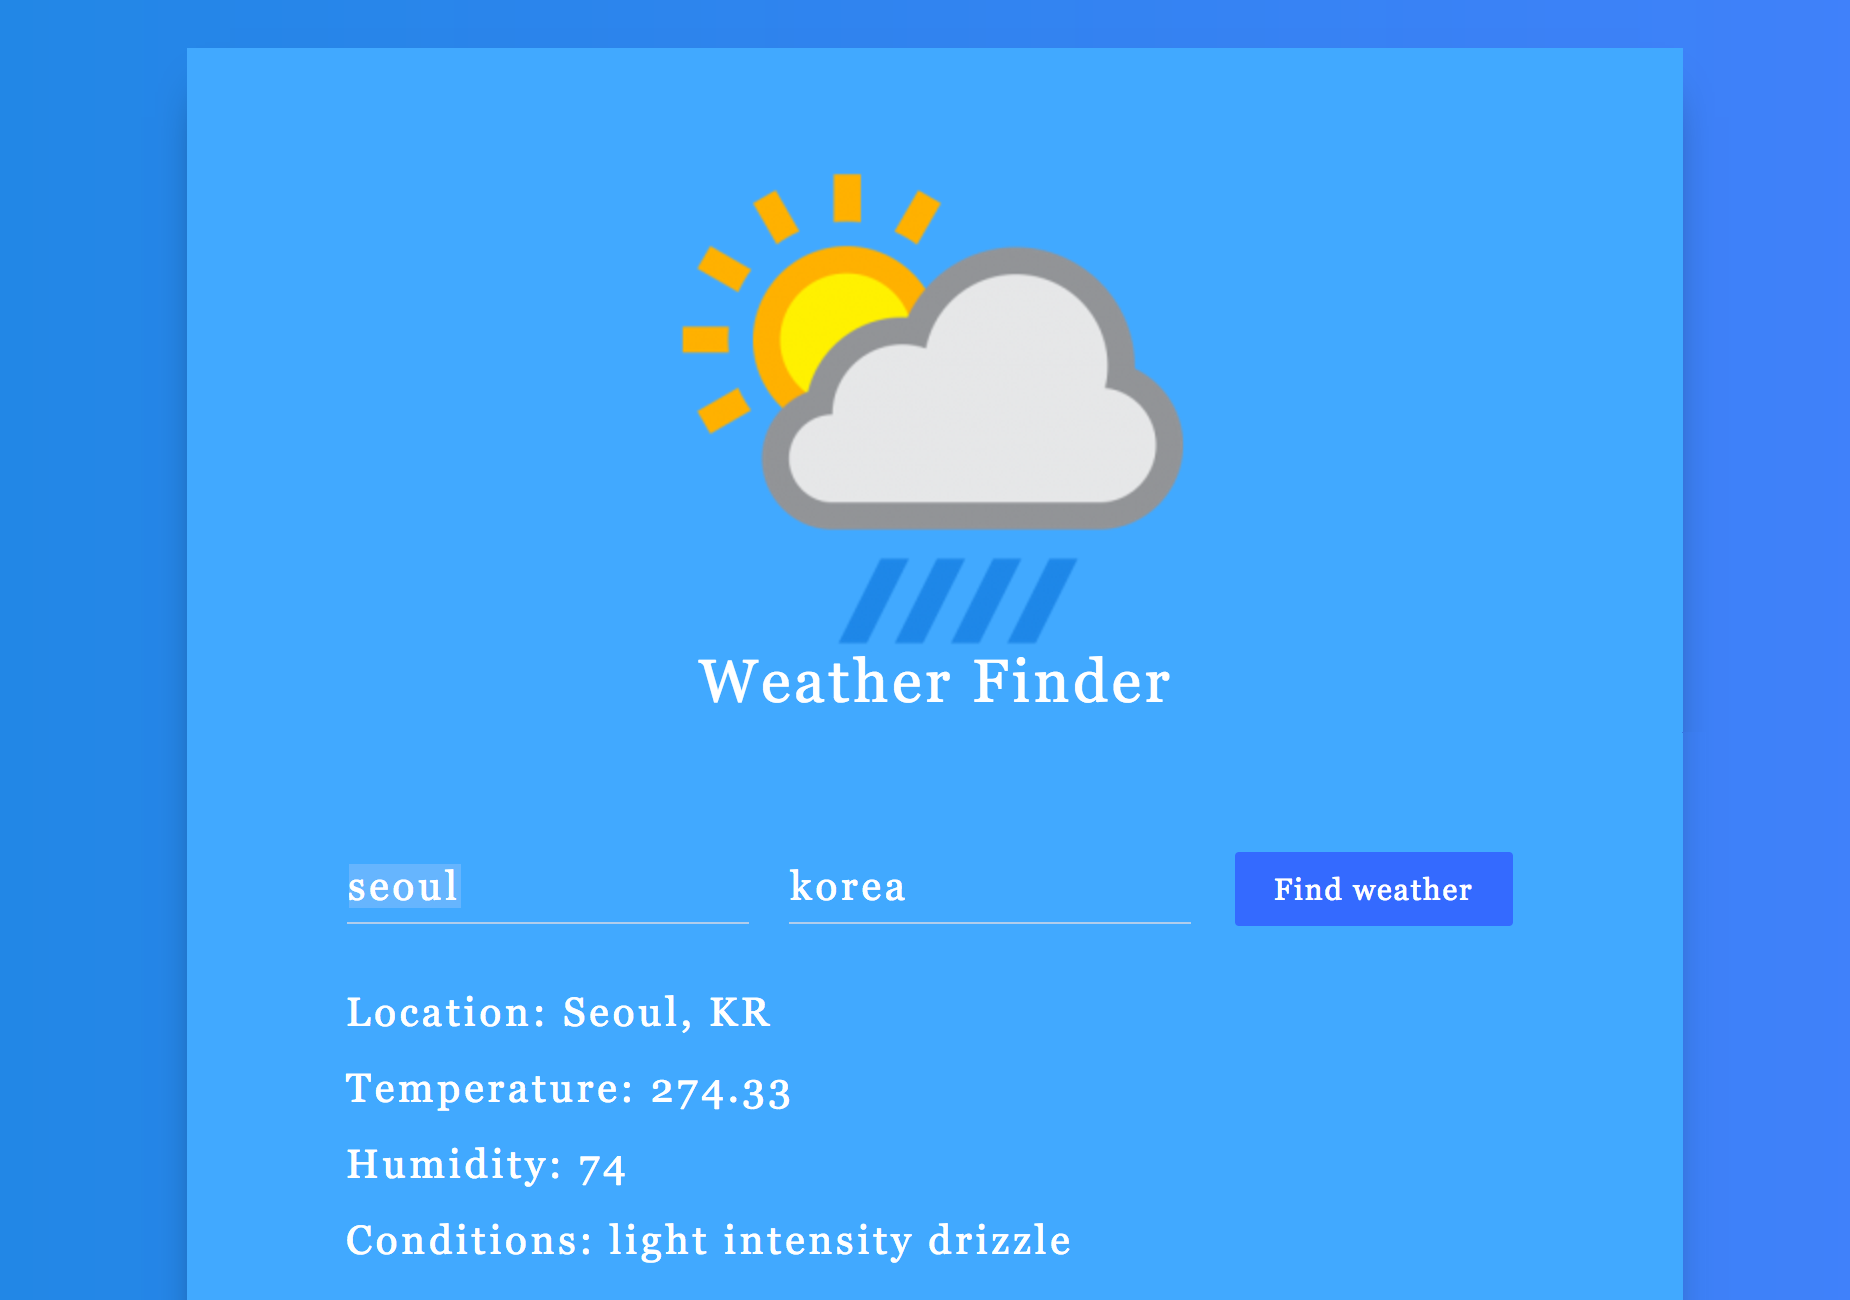 Weather Finder
seoul korea Find weather
Location: Seoul, KR
Temperature: 274.33
Humidity: 74
Conditions: light intensity drizzle